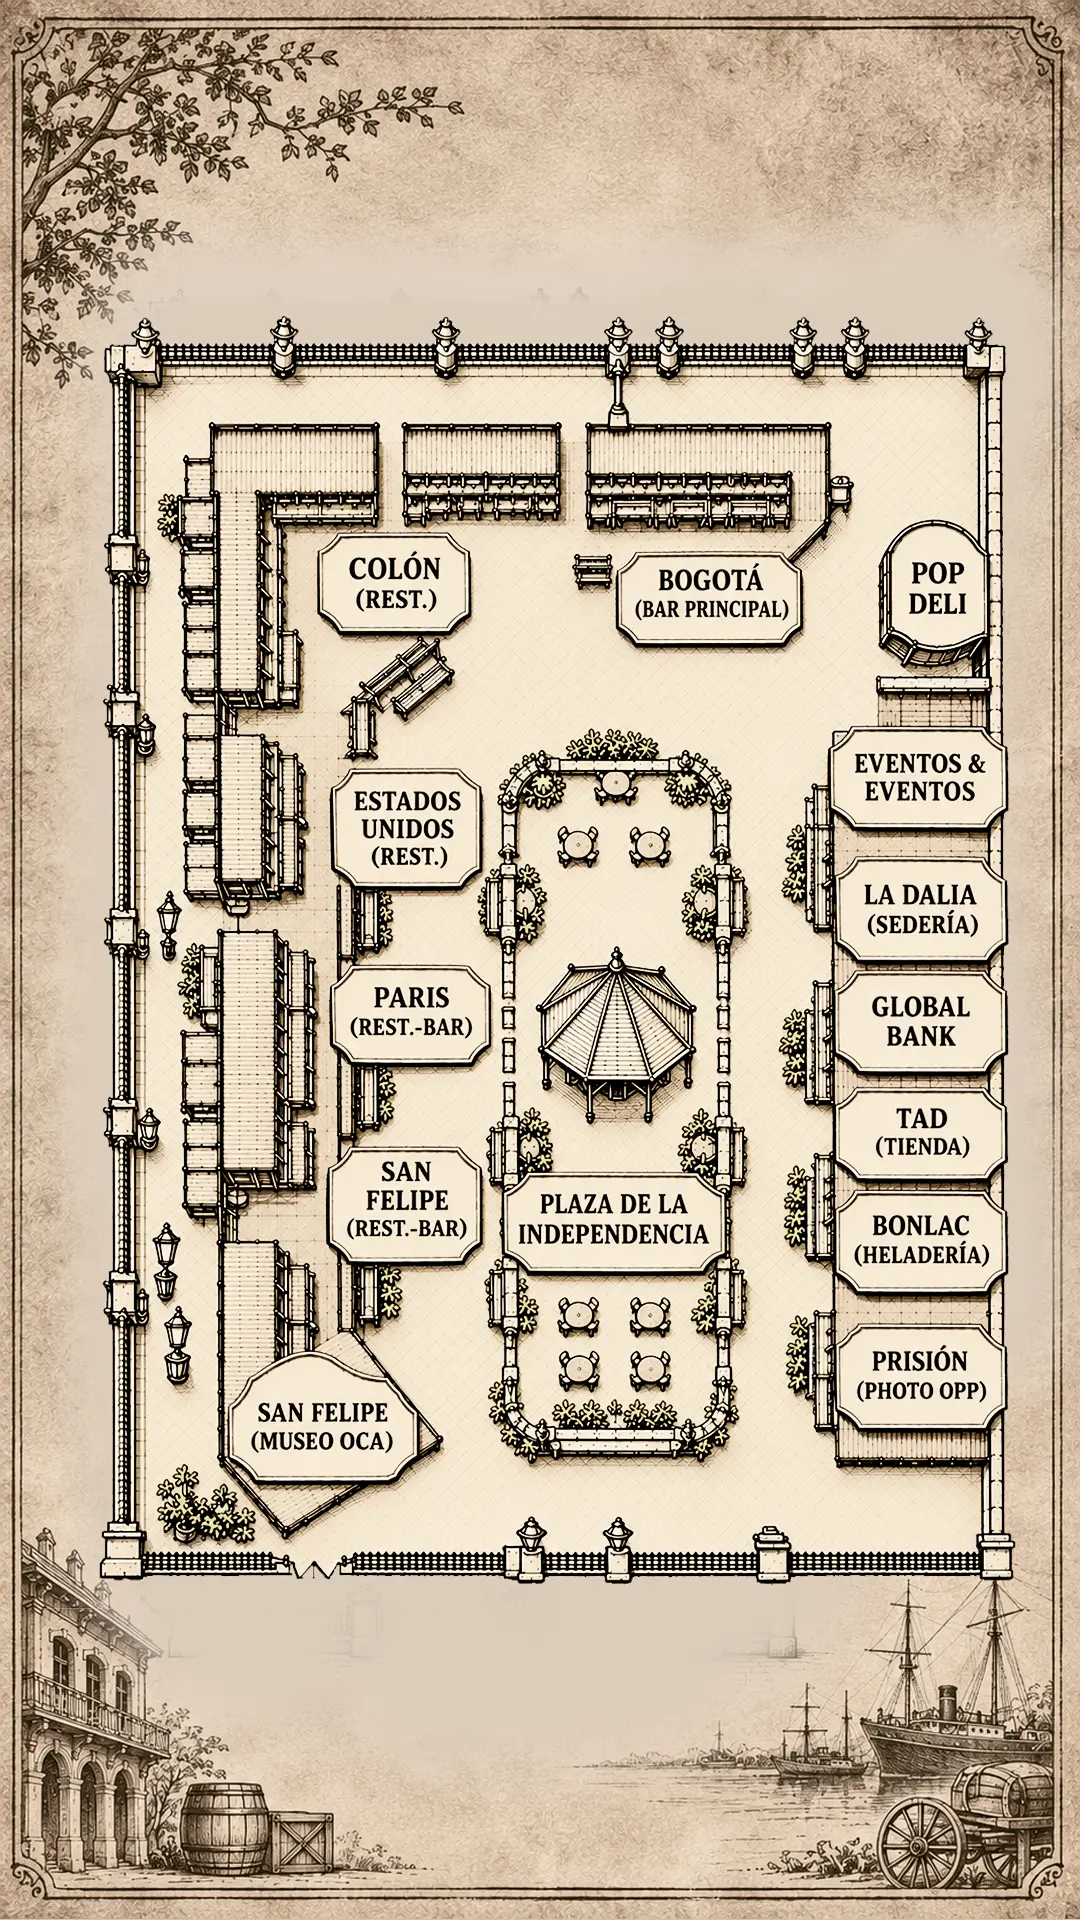 COLÓN
(REST.)
BOGOTÁ
(BAR PRINCIPAL)
POP
DELI
ESTADOS
UNIDOS
(REST.)
EVENTOS &
EVENTOS
LA DALIA
(SEDERÍA)
PARIS
(REST.-BAR)
GLOBAL
BANK
TAD
(TIENDA)
SAN
FELIPE
(REST.-BAR)
PLAZA DE LA
INDEPENDENCIA
BONLAC
(HELADERÍA)
PRISIÓN
(PHOTO OPP)
SAN FELIPE
(MUSEO OCA)